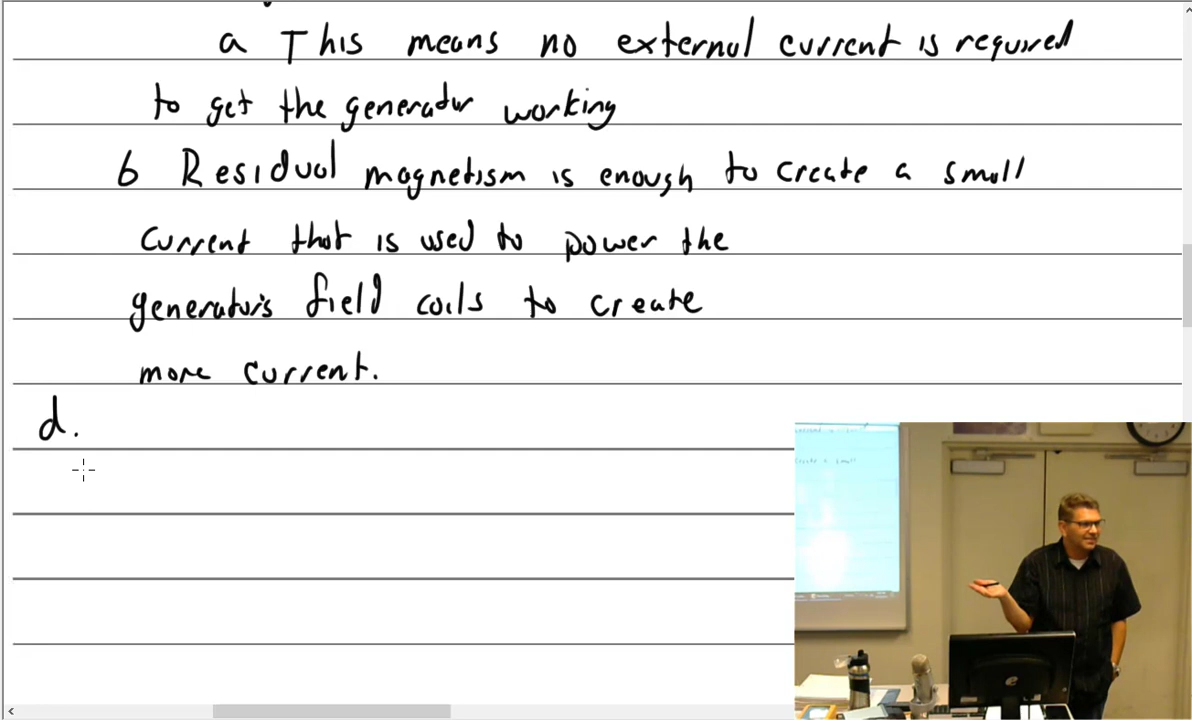 a This means no external current is required
to get the generator working
b Residual magnetism is enough to create a small
current that is used to power the
generator's field coils to create
more current.
d.